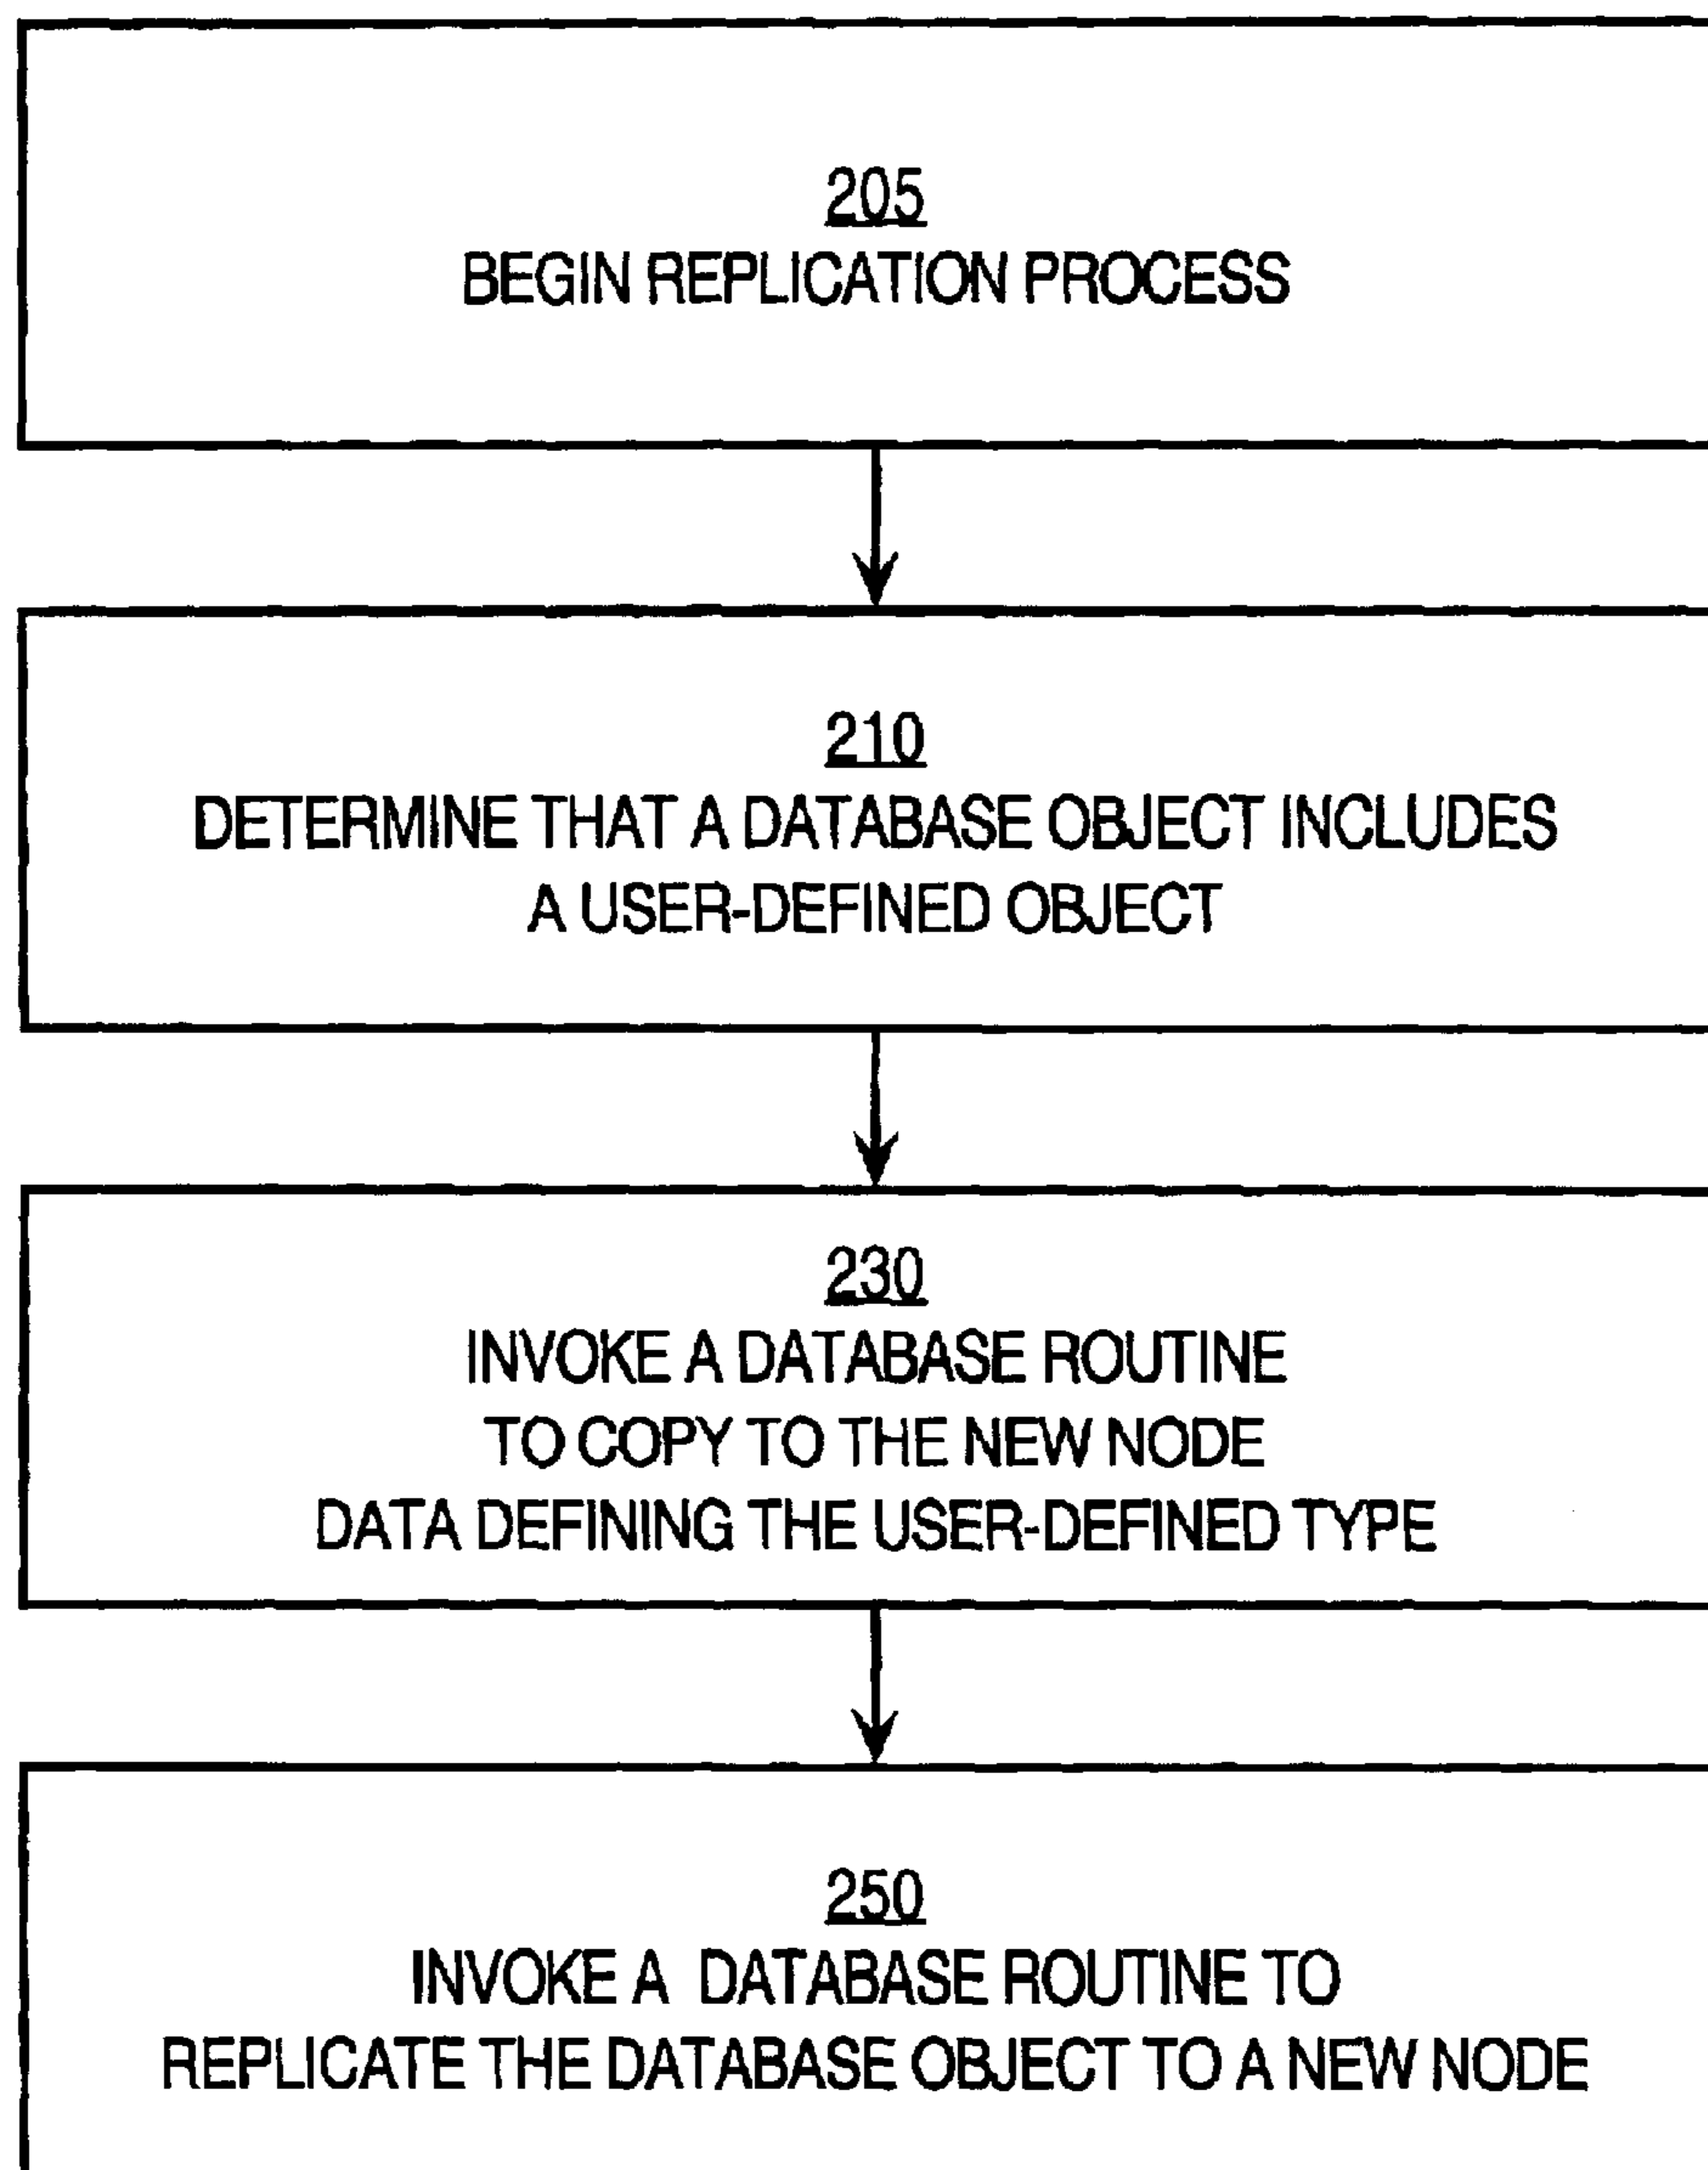 205
BEGIN REPLICATION PROCESS
210
DETERMINE THAT A DATABASE OBJECT INCLUDES
A USER-DEFINED OBJECT
230
INVOKE A DATABASE ROUTINE
TO COPY TO THE NEW NODE
DATA DEFINING THE USER-DEFINED TYPE
250
INVOKE A DATABASE ROUTINE TO
REPLICATE THE DATABASE OBJECT TO A NEW NODE